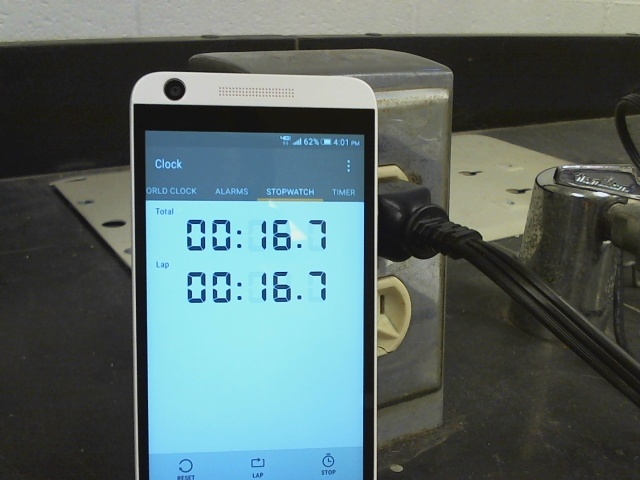 62% 4:01 PM
Clock
ORLD CLOCK ALARMS STOPWATCH TIMER
Total
00:16.7
Lap
00:16.7
RESET LAP STOP